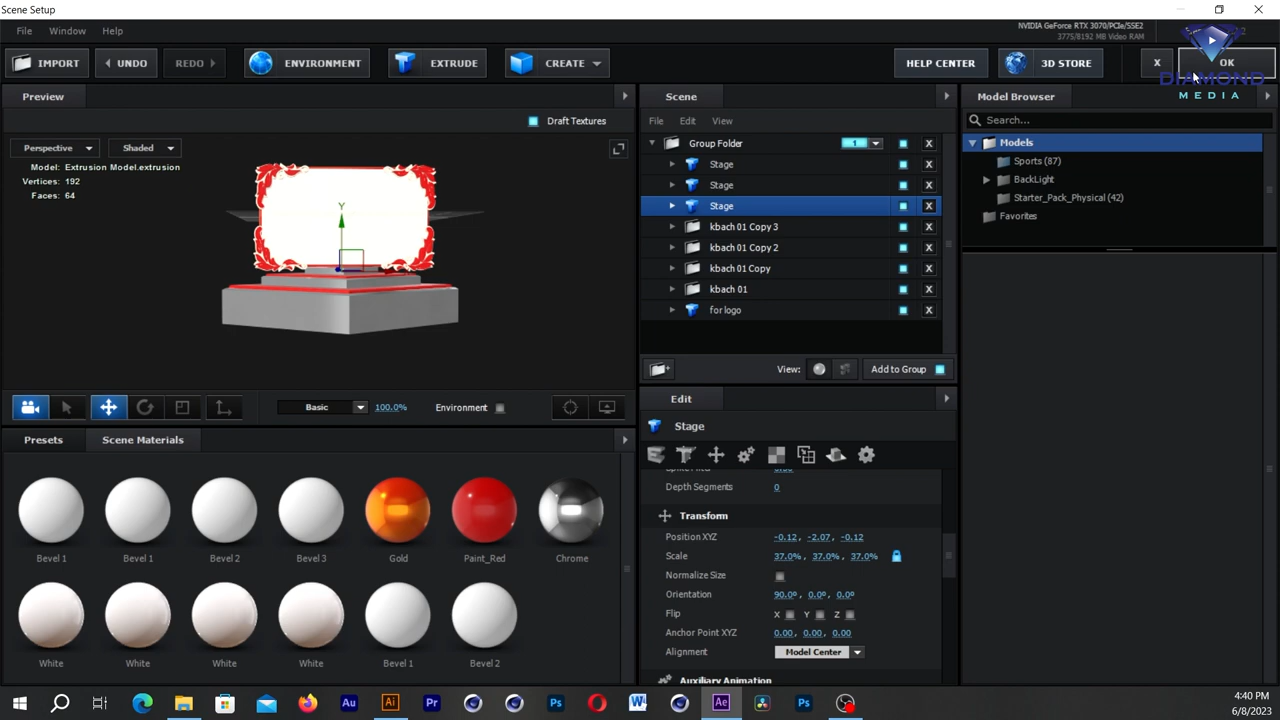 Scene Setup
File Window Help
NVIDIA GeForce RTX 3070/PCIe/SSE2
3775/8192 MB Video RAM
IMPORT UNDO REDO ENVIRONMENT EXTRUDE CREATE HELP CENTER 3D STORE X OK
DIAMOND
MEDIA
Preview
Draft Textures
Perspective Shaded
Model: Extrusion Model.extrusion
Vertices: 192
Faces: 64
Y
Basic 100.0% Environment
Presets Scene Materials
Bevel 1 Bevel 1 Bevel 2 Bevel 3 Gold Paint_Red Chrome
White White White White Bevel 1 Bevel 2
Scene
File Edit View
Group Folder 1 X
Stage X
Stage X
Stage X
kbach 01 Copy 3 X
kbach 01 Copy 2 X
kbach 01 Copy X
kbach 01 X
for logo X
View: Add to Group
Edit
Stage
Depth Segments 0
Transform
Position XYZ -0.12, -2.07, -0.12
Scale 37.0%, 37.0%, 37.0%
Normalize Size
Orientation 90.0°, 0.0°, 0.0°
Flip X Y Z
Anchor Point XYZ 0.00, 0.00, 0.00
Alignment Model Center
Auxiliary Animation
Model Browser
Search...
Models
Sports (87)
BackLight
Starter_Pack_Physical (42)
Favorites
Au Ai Pr Ps W Ae Ps
4:40 PM
6/8/2023